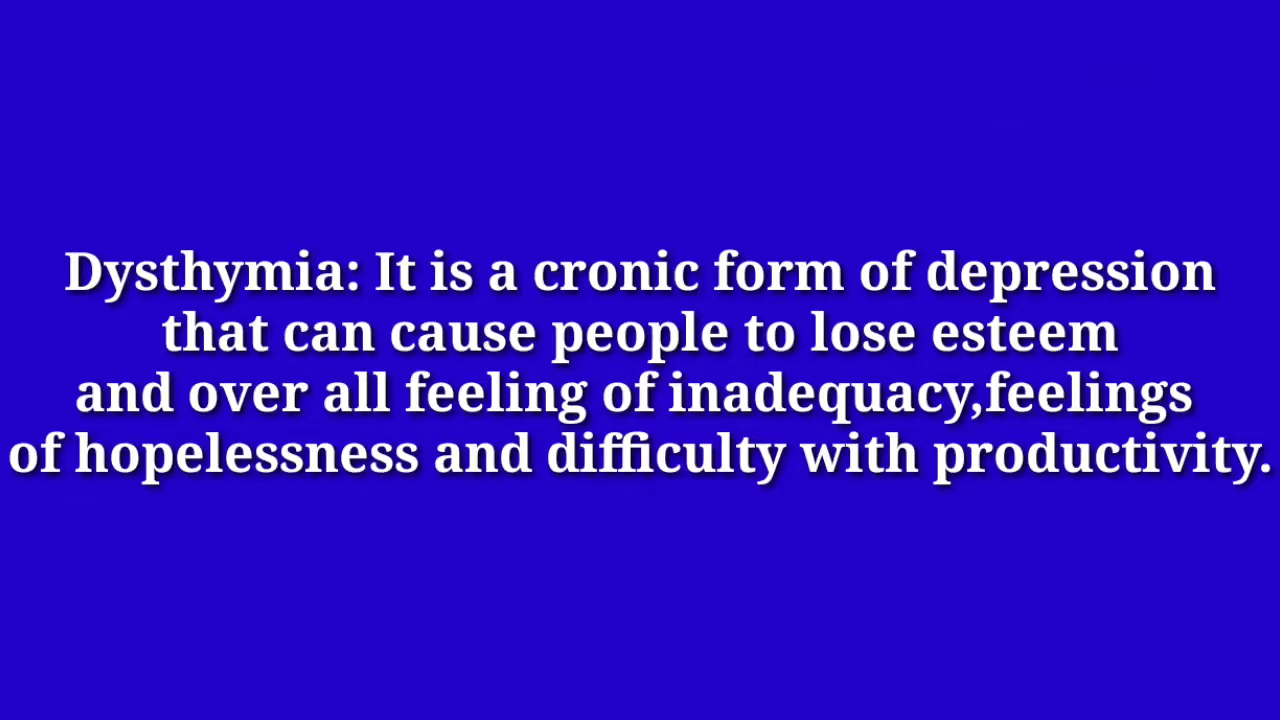 Dysthymia: It is a cronic form of depression
that can cause people to lose esteem
and over all feeling of inadequacy,feelings
of hopelessness and difficulty with productivity.